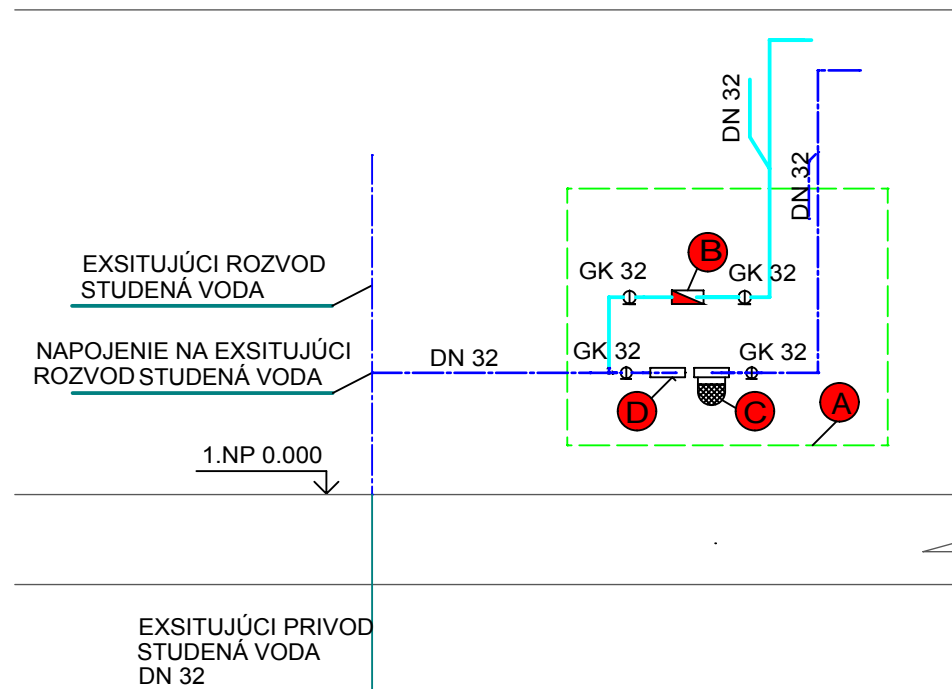 DN 32
DN 32
EXSITUJÚCI ROZVOD
STUDENÁ VODA
GK 32
B
GK 32
NAPOJENIE NA EXSITUJÚCI
ROZVOD STUDENÁ VODA
DN 32
GK 32
GK 32
D
C
A
1.NP 0.000
EXSITUJÚCI PRIVOD
STUDENÁ VODA
DN 32